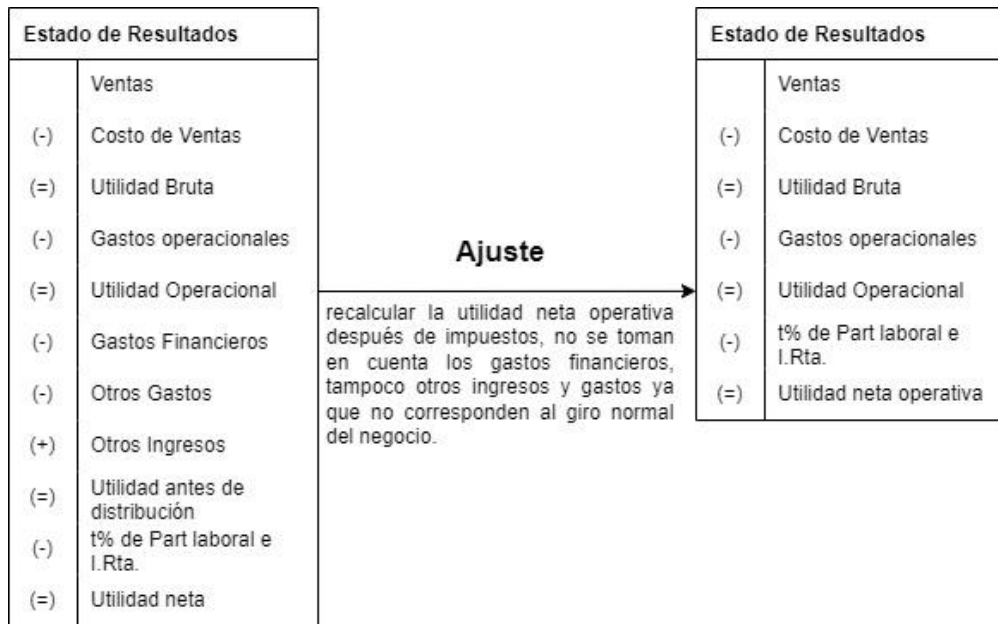 Estado de Resultados
Ventas
(-) Costo de Ventas
(=) Utilidad Bruta
(-) Gastos operacionales
(=) Utilidad Operacional
(-) Gastos Financieros
(-) Otros Gastos
(+) Otros Ingresos
(=) Utilidad antes de
distribución
(-) t% de Part laboral e
I.Rta.
(=) Utilidad neta
Ajuste
recalcular la utilidad neta operativa
después de impuestos, no se toman
en cuenta los gastos financieros,
tampoco otros ingresos y gastos ya
que no corresponden al giro normal
del negocio.
Estado de Resultados
Ventas
(-) Costo de Ventas
(=) Utilidad Bruta
(-) Gastos operacionales
(=) Utilidad Operacional
(-) t% de Part laboral e
I.Rta.
(=) Utilidad neta operativa